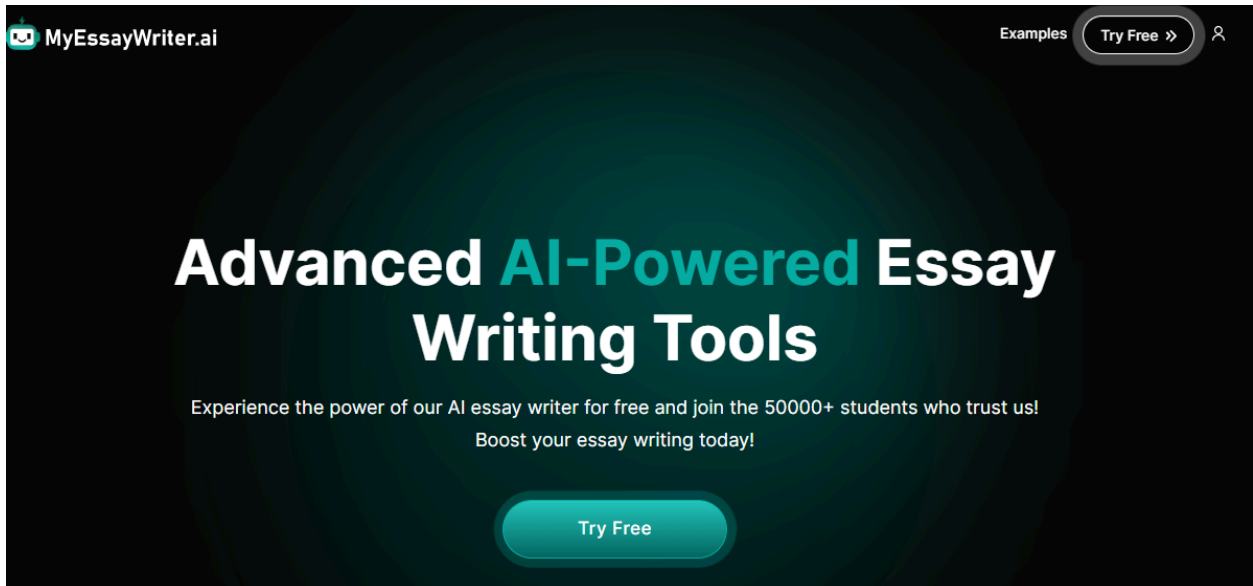 MyEssayWriter.ai
Examples
Try Free »
Advanced AI-Powered Essay
Writing Tools
Experience the power of our AI essay writer for free and join the 50000+ students who trust us!
Boost your essay writing today!
Try Free